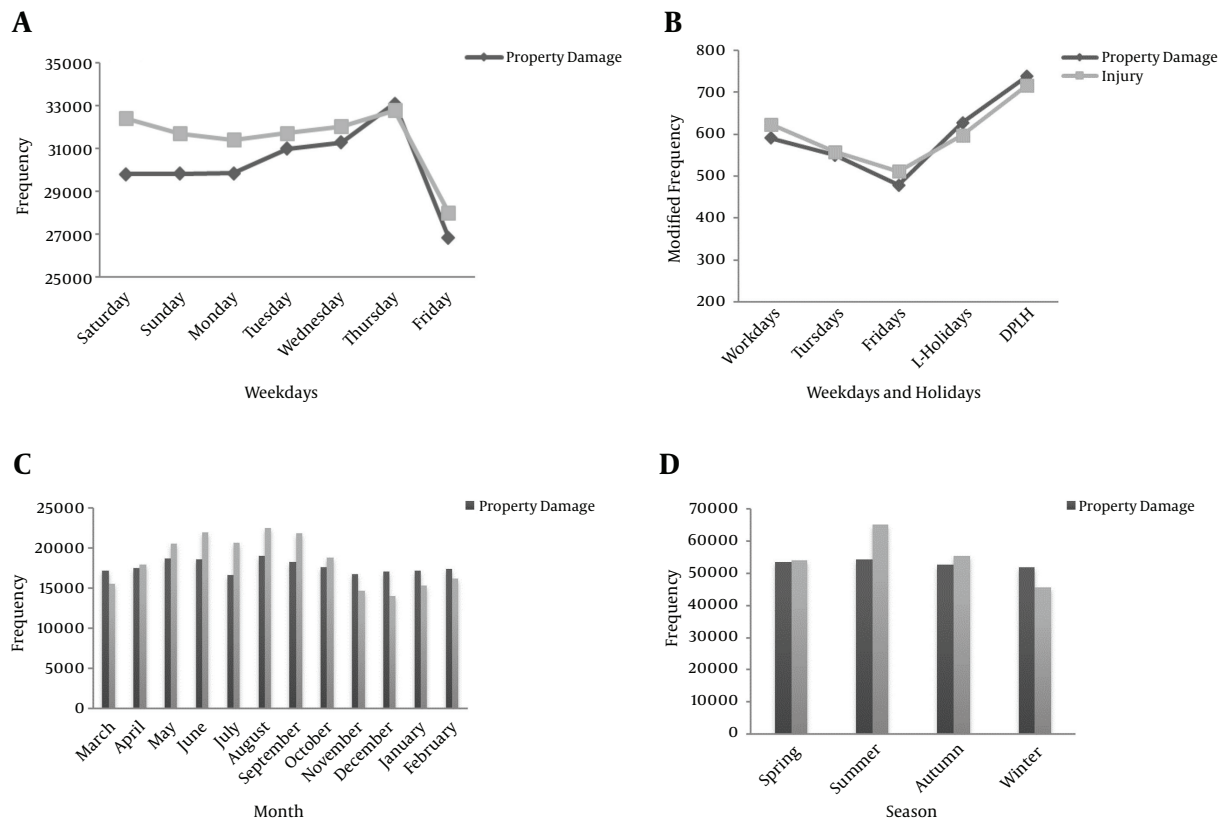 A
Property Damage
35000
33000
31000
29000
27000
25000
Frequency
Saturday
Sunday
Monday
Tuesday
Wednesday
Thursday
Friday
Weekdays
B
Property Damage
Injury
800
700
600
500
400
300
200
Modified Frequency
Workdays
Tursdays
Fridays
L-Holidays
DPLH
Weekdays and Holidays
C
Property Damage
25000
20000
15000
10000
5000
0
Frequency
March
April
May
June
July
August
September
October
November
December
January
February
Month
D
Property Damage
70000
60000
50000
40000
30000
20000
10000
0
Frequency
Spring
Summer
Autumn
Winter
Season